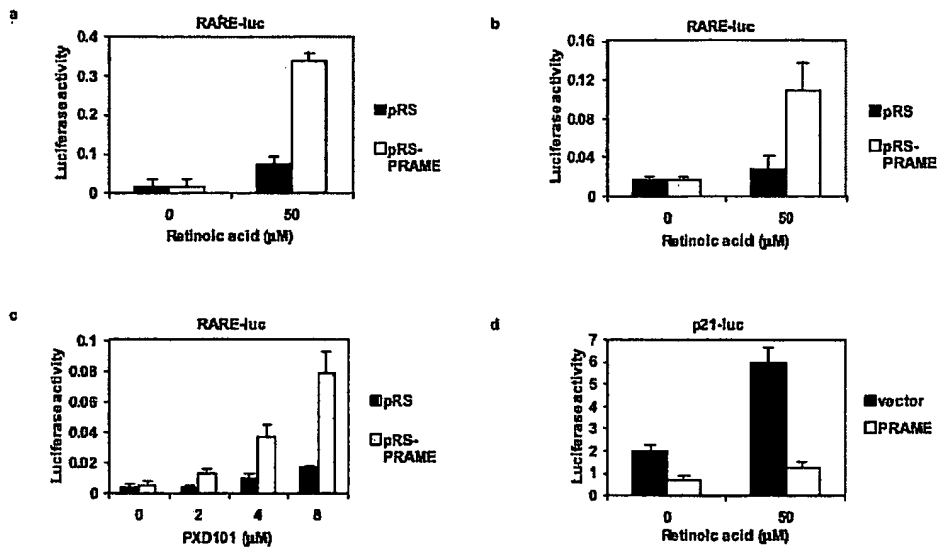 a
RARE-luc
Luciferase activity
0.4
0.3
0.2
0.1
0
0
50
Retinoic acid (µM)
pRS
pRS-
PRAME
b
RARE-luc
Luciferase activity
0.16
0.12
0.08
0.04
0
0
50
Retinoic acid (µM)
pRS
pRS-
PRAME
c
RARE-luc
Luciferase activity
0.1
0.08
0.06
0.04
0.02
0
0
2
4
8
PXD101 (µM)
pRS
pRS-
PRAME
d
p21-luc
Luciferase activity
7
6
5
4
3
2
1
0
0
50
Retinoic acid (µM)
vector
PRAME